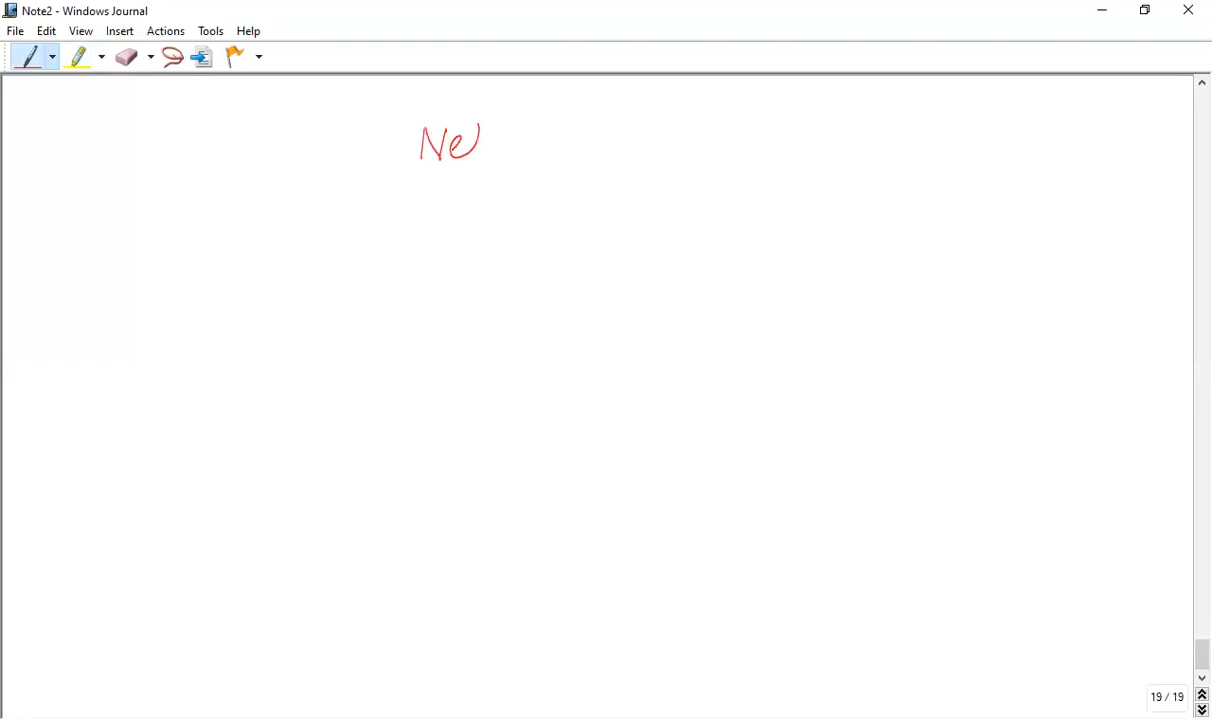 Note2 - Windows Journal
File Edit View Insert Actions Tools Help
Ne
19 / 19